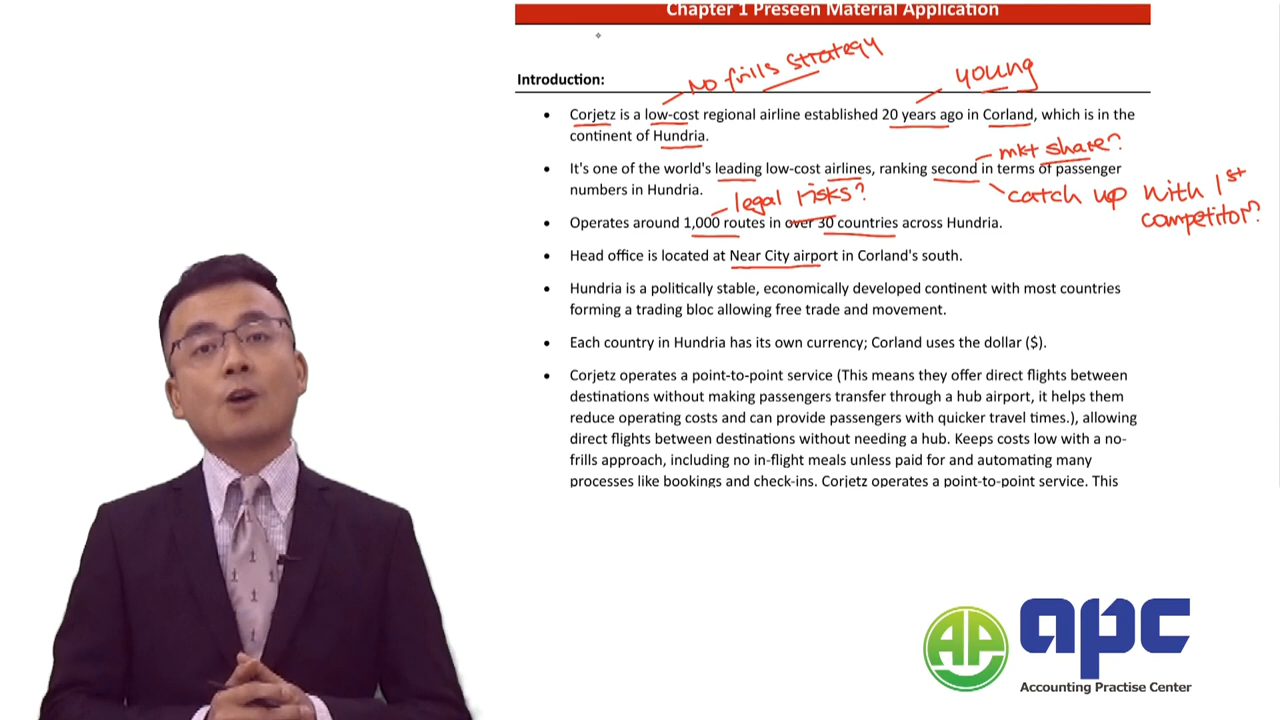 Chapter 1 Preseen Material Application
Introduction:
No frills strategy
young
• Corjetz is a low-cost regional airline established 20 years ago in Corland, which is in the
continent of Hundria.
mkt share?
• It's one of the world's leading low-cost airlines, ranking second in terms of passenger
numbers in Hundria.
catch up with 1st
competitor?
legal risks?
• Operates around 1,000 routes in over 30 countries across Hundria.
• Head office is located at Near City airport in Corland's south.
• Hundria is a politically stable, economically developed continent with most countries
forming a trading bloc allowing free trade and movement.
• Each country in Hundria has its own currency; Corland uses the dollar ($).
• Corjetz operates a point-to-point service (This means they offer direct flights between
destinations without making passengers transfer through a hub airport, it helps them
reduce operating costs and can provide passengers with quicker travel times.), allowing
direct flights between destinations without needing a hub. Keeps costs low with a no-
frills approach, including no in-flight meals unless paid for and automating many
processes like bookings and check-ins. Corjetz operates a point-to-point service. This
AP
apc
Accounting Practise Center